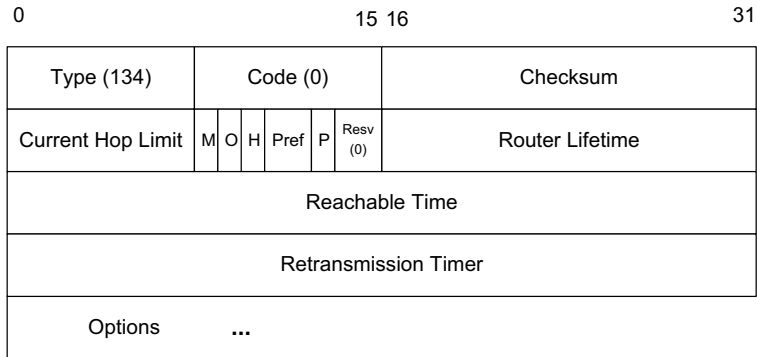 0 15 16 31
Type (134) Code (0) Checksum
Current Hop Limit M O H Pref P Resv (0) Router Lifetime
Reachable Time
Retransmission Timer
Options ...